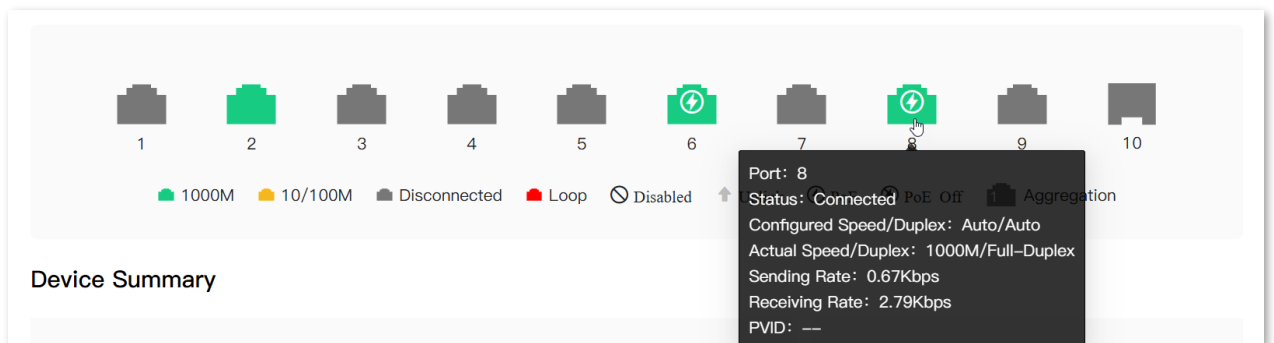 1 2 3 4 5 6 7 8 9 10
1000M 10/100M Disconnected Loop Disabled PoE Off Aggregation
Port: 8
Status: Connected
Configured Speed/Duplex: Auto/Auto
Actual Speed/Duplex: 1000M/Full-Duplex
Sending Rate: 0.67Kbps
Receiving Rate: 2.79Kbps
PVID: --
Device Summary